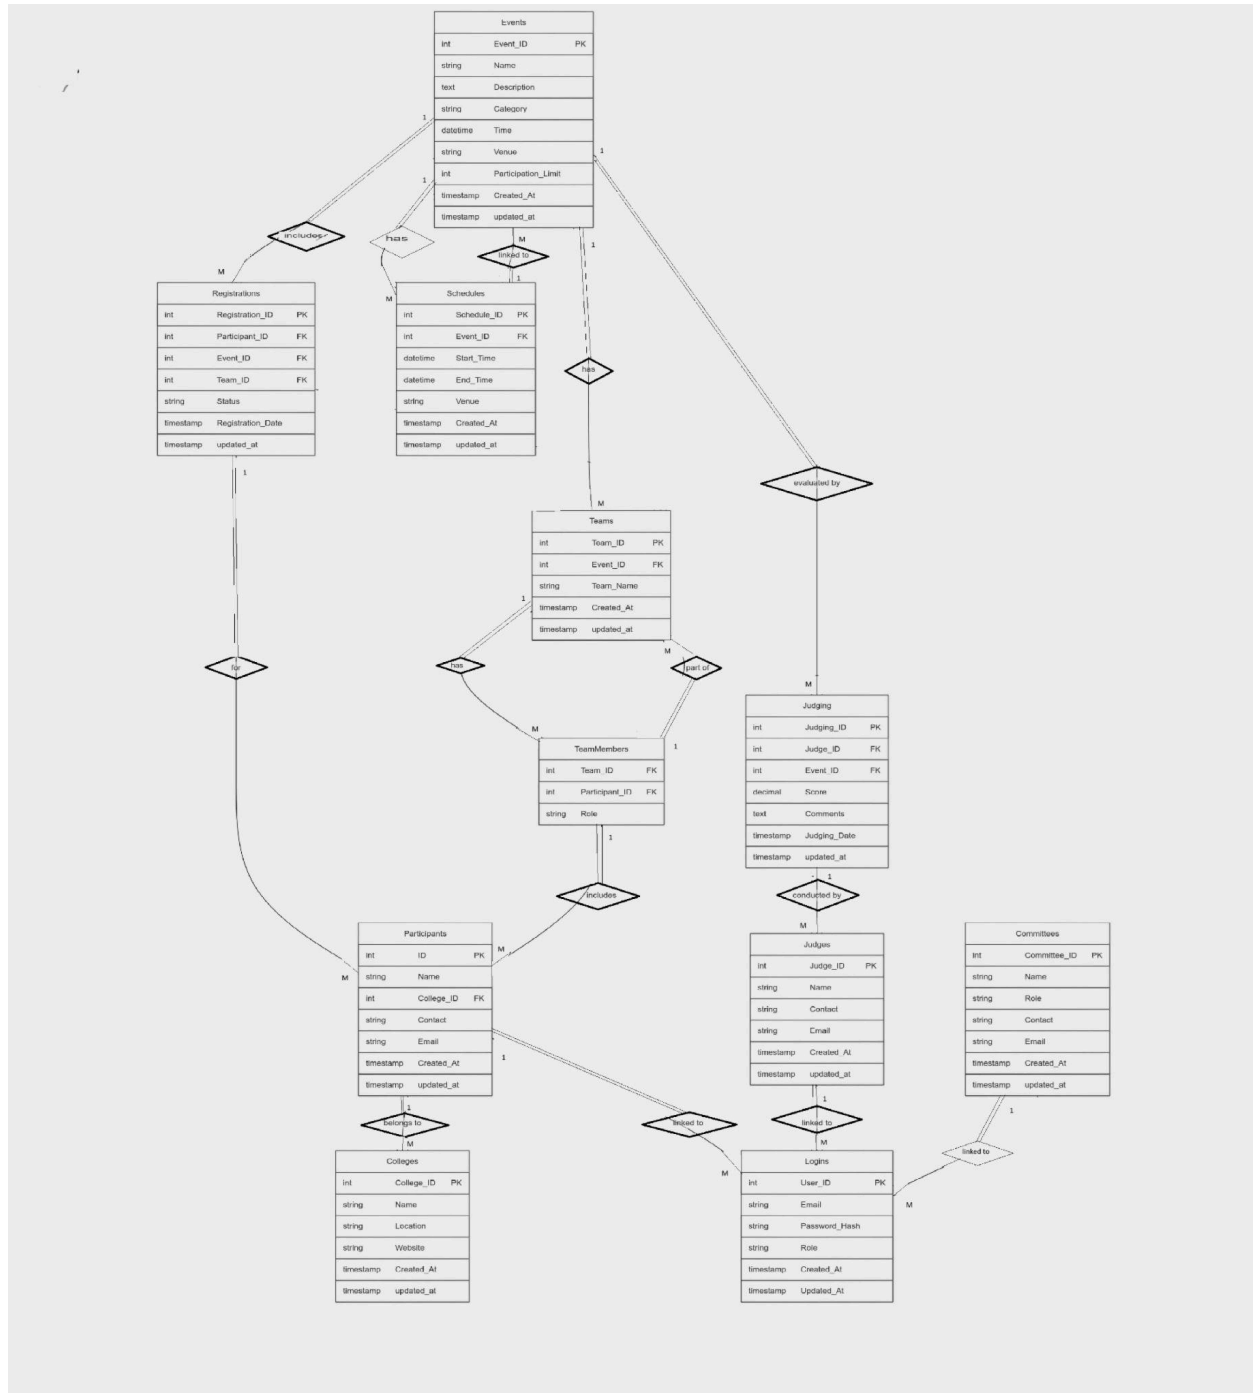 Events
int Event_ID PK
string Name
text Description
string Category
datetime Time
string Venue
int Participation_Limit
timestamp Created_At
timestamp updated_at
1
1
1
includes
has
M
linked to
1
1
M
M
Registrations
int Registration_ID PK
int Participant_ID FK
int Event_ID FK
int Team_ID FK
string Status
timestamp Registration_Date
timestamp updated_at
1
Schedules
int Schedule_ID PK
int Event_ID FK
datetime Start_Time
datetime End_Time
string Venue
timestamp Created_At
timestamp updated_at
has
evaluated by
M
Teams
int Team_ID PK
int Event_ID FK
string Team_Name
timestamp Created_At
timestamp updated_at
1
M
for
has
part of
M
1
TeamMembers
int Team_ID FK
int Participant_ID FK
string Role
1
M
Judging
int Judging_ID PK
int Judge_ID FK
int Event_ID FK
decimal Score
text Comments
timestamp Judging_Date
timestamp updated_at
1
includes
conducted by
M
M
M
Participants
int ID PK
string Name
int College_ID FK
string Contact
string Email
timestamp Created_At
timestamp updated_at
1
1
Judges
int Judge_ID PK
string Name
string Contact
string Email
timestamp Created_At
timestamp updated_at
1
Committees
int Committee_ID PK
string Name
string Role
string Contact
string Email
timestamp Created_At
timestamp updated_at
1
belongs to
linked to
linked to
linked to
M
M
M
M
Colleges
int College_ID PK
string Name
string Location
string Website
timestamp Created_At
timestamp updated_at
Logins
int User_ID PK
string Email
string Password_Hash
string Role
timestamp Created_At
timestamp Updated_At